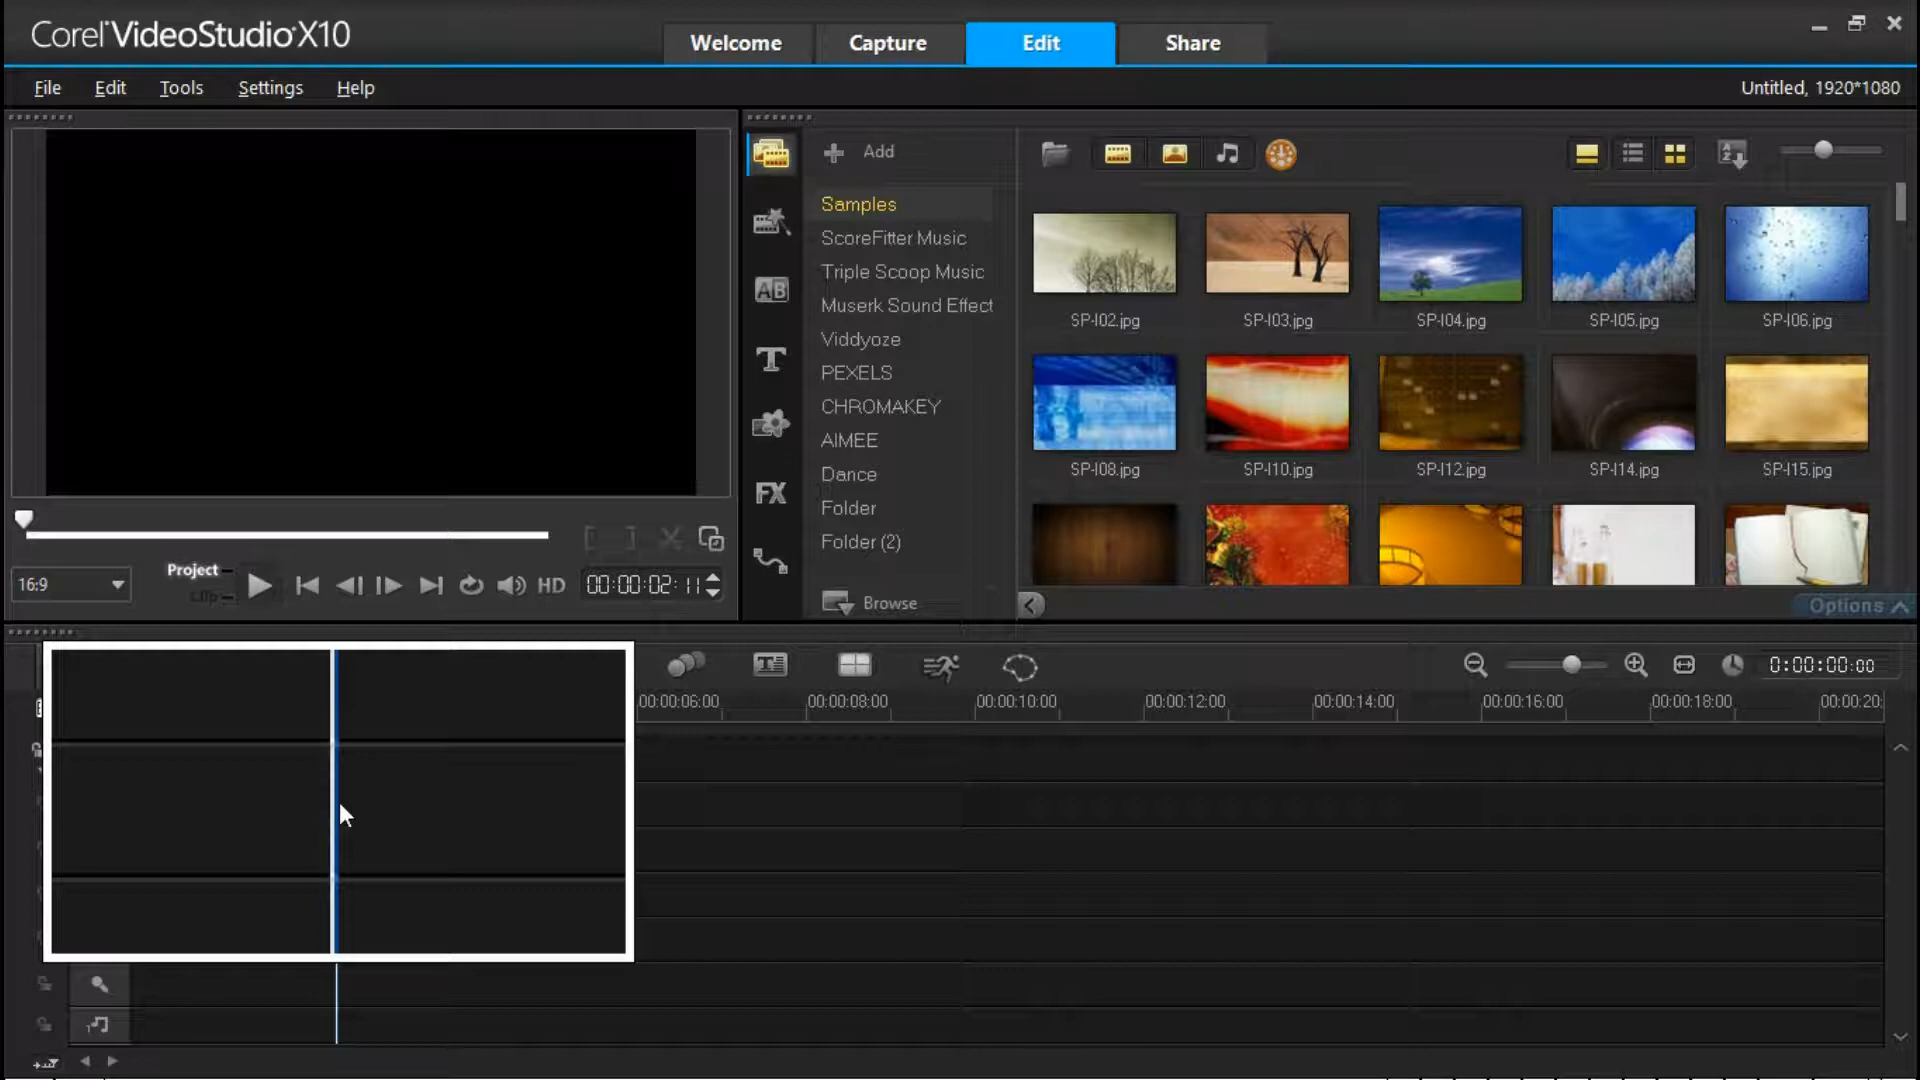 Corel VideoStudio X10
Welcome
Capture
Edit
Share
File
Edit
Tools
Settings
Help
Untitled, 1920*1080
Add
Samples
ScoreFitter Music
Triple Scoop Music
Muserk Sound Effect
Viddyoze
PEXELS
CHROMAKEY
AIMEE
Dance
Folder
Folder (2)
Browse
SP-I02.jpg
SP-I03.jpg
SP-I04.jpg
SP-I05.jpg
SP-I06.jpg
SP-I08.jpg
SP-I10.jpg
SP-I12.jpg
SP-I14.jpg
SP-I15.jpg
AB
T
FX
Options
16:9
Project
Clip
HD
00:00:02:11
0:00:00:00
00:00:06:00
00:00:08:00
00:00:10:00
00:00:12:00
00:00:14:00
00:00:16:00
00:00:18:00
00:00:20: